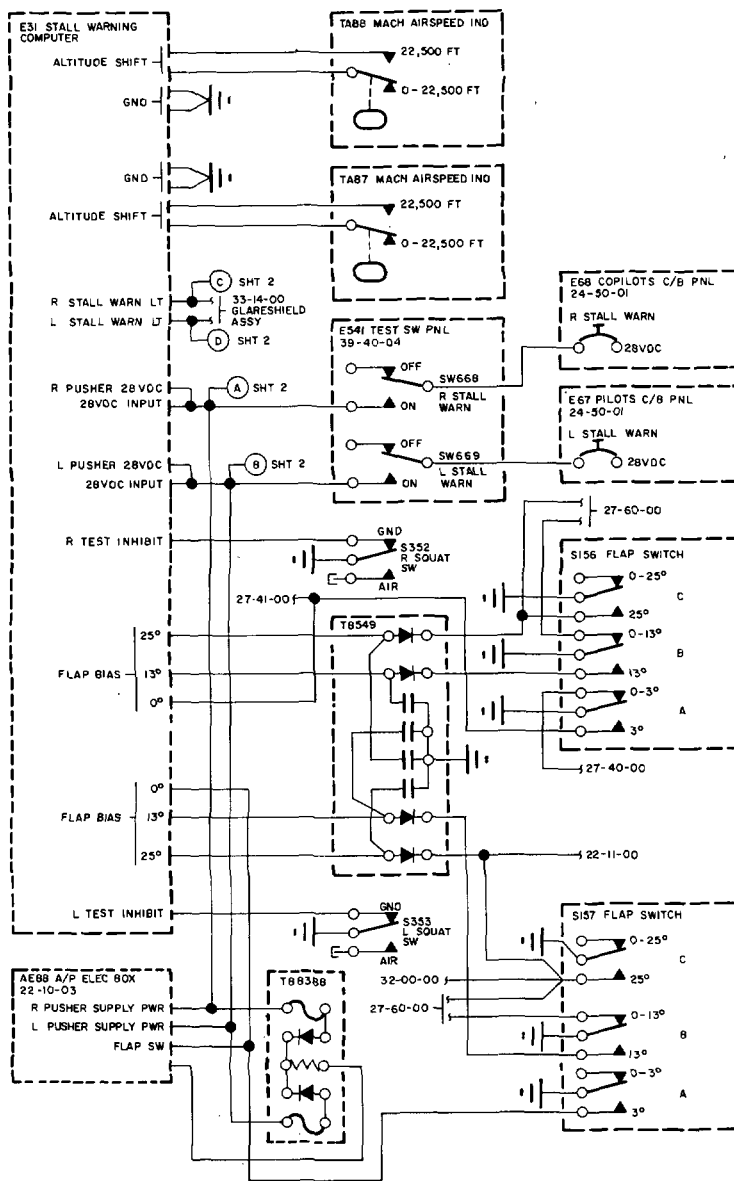 E31 STALL WARNING
COMPUTER
ALTITUDE SHIFT
GND
GND
ALTITUDE SHIFT
R STALL WARN LT
L STALL WARN LT
R PUSHER 28VDC
28VDC INPUT
L PUSHER 28VDC
28VDC INPUT
R TEST INHIBIT
25°
FLAP BIAS
13°
0°
0°
FLAP BIAS
13°
25°
L TEST INHIBIT
TA88 MACH AIRSPEED IND
22,500 FT
0-22,500 FT
TA87 MACH AIRSPEED IND
22,500 FT
0-22,500 FT
C SHT 2
33-14-00
GLARESHIELD
ASSY
D SHT 2
A SHT 2
B SHT 2
E541 TEST SW PNL
39-40-04
OFF
SW668
R STALL
WARN
ON
OFF
SW669
L STALL
WARN
ON
E68 COPILOTS C/B PNL
24-50-01
R STALL WARN
28VDC
E67 PILOTS C/B PNL
24-50-01
L STALL WARN
28VDC
27-60-00
GND
S352
R SQUAT
SW
AIR
27-41-00
TB549
S156 FLAP SWITCH
0-25°
C
25°
0-13°
B
13°
0-3°
A
3°
27-40-00
22-11-00
GND
S353
L SQUAT
SW
AIR
S157 FLAP SWITCH
0-25°
C
25°
0-13°
B
13°
0-3°
A
3°
32-00-00
27-60-00
AE88 A/P ELEC BOX
22-10-03
R PUSHER SUPPLY PWR
L PUSHER SUPPLY PWR
FLAP SW
TB8388